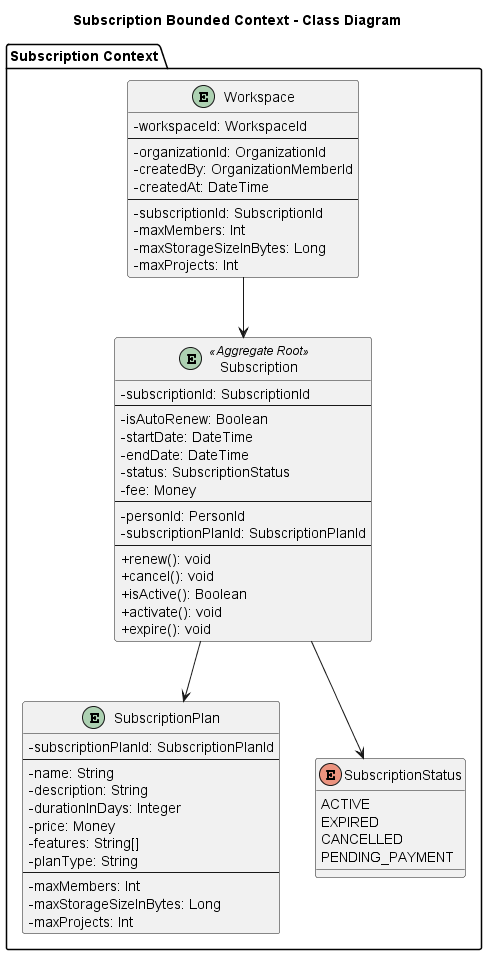 Subscription Bounded Context - Class Diagram
Subscription Context
E Workspace
-workspaceId: WorkspaceId
-organizationId: OrganizationId
-createdBy: OrganizationMemberId
-createdAt: DateTime
-subscriptionId: SubscriptionId
-maxMembers: Int
-maxStorageSizeInBytes: Long
-maxProjects: Int
E «Aggregate Root»
Subscription
-subscriptionId: SubscriptionId
-isAutoRenew: Boolean
-startDate: DateTime
-endDate: DateTime
-status: SubscriptionStatus
-fee: Money
-personId: PersonId
-subscriptionPlanId: SubscriptionPlanId
+renew(): void
+cancel(): void
+isActive(): Boolean
+activate(): void
+expire(): void
E SubscriptionPlan
-subscriptionPlanId: SubscriptionPlanId
-name: String
-description: String
-durationInDays: Integer
-price: Money
-features: String[]
-planType: String
-maxMembers: Int
-maxStorageSizeInBytes: Long
-maxProjects: Int
E SubscriptionStatus
ACTIVE
EXPIRED
CANCELLED
PENDING_PAYMENT